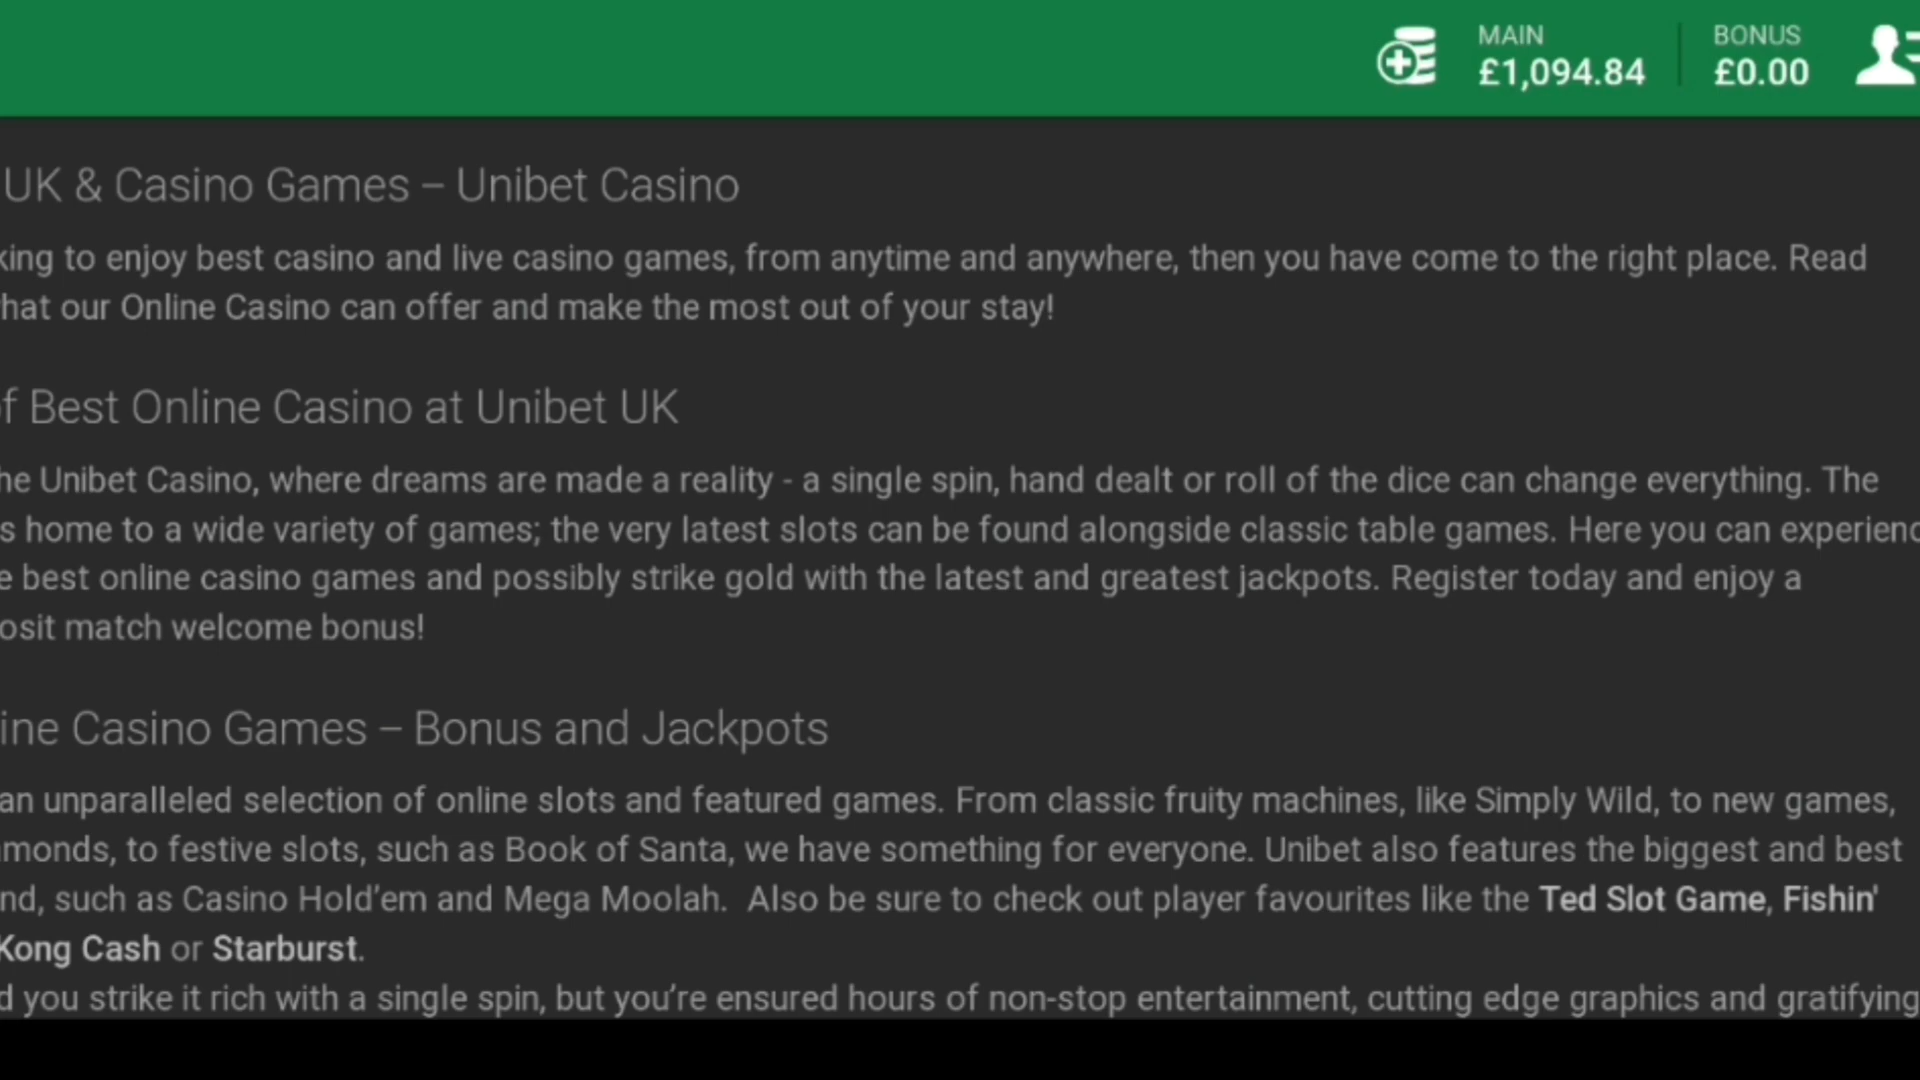 MAIN
£1,094.84
BONUS
£0.00
UK & Casino Games – Unibet Casino
king to enjoy best casino and live casino games, from anytime and anywhere, then you have come to the right place. Read
hat our Online Casino can offer and make the most out of your stay!
of Best Online Casino at Unibet UK
he Unibet Casino, where dreams are made a reality - a single spin, hand dealt or roll of the dice can change everything. The
s home to a wide variety of games; the very latest slots can be found alongside classic table games. Here you can experienc
e best online casino games and possibly strike gold with the latest and greatest jackpots. Register today and enjoy a
osit match welcome bonus!
ine Casino Games – Bonus and Jackpots
an unparalleled selection of online slots and featured games. From classic fruity machines, like Simply Wild, to new games,
amonds, to festive slots, such as Book of Santa, we have something for everyone. Unibet also features the biggest and best
nd, such as Casino Hold'em and Mega Moolah. Also be sure to check out player favourites like the Ted Slot Game, Fishin'
Kong Cash or Starburst.
d you strike it rich with a single spin, but you're ensured hours of non-stop entertainment, cutting edge graphics and gratifying